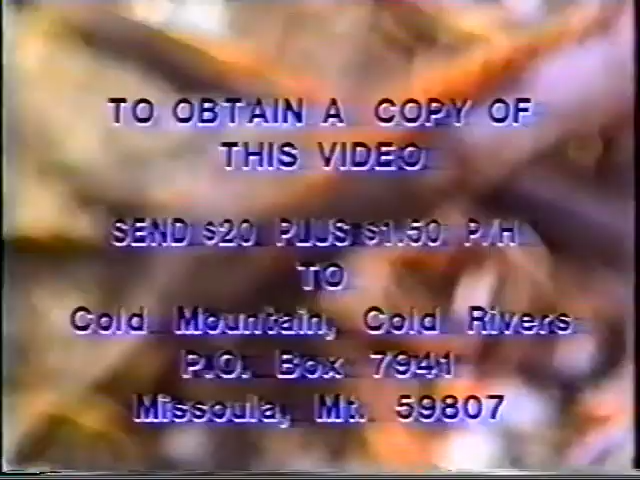 TO OBTAIN A COPY OF
THIS VIDEO
SEND $20 PLUS $1.50 P/H
TO
Cold Mountain, Cold Rivers
P.O. Box 7941
Missoula, Mt. 59807